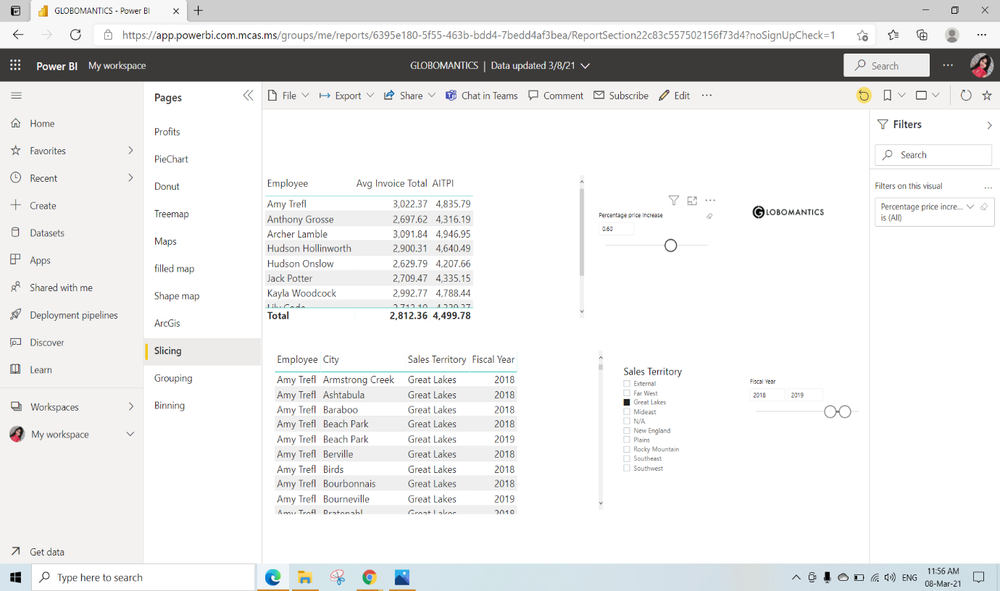 GLOBOMANTICS - Power BI
https://app.powerbi.com.mcas.ms/groups/me/reports/6395e180-5f55-463b-bdd4-7bedd4af3bea/ReportSection22c83c557502156f73d4?noSignUpCheck=1
Power BI My workspace GLOBOMANTICS | Data updated 3/8/21 Search
Pages File Export Share Chat in Teams Comment Subscribe Edit
Home
Favorites
Recent
Create
Datasets
Apps
Shared with me
Deployment pipelines
Discover
Learn
Workspaces
My workspace
Get data
Profits
PieChart
Donut
Treemap
Maps
filled map
Shape map
ArcGis
Slicing
Grouping
Binning
Employee Avg Invoice Total AITPI
Amy Trefl 3,022.37 4,835.79
Anthony Grosse 2,697.62 4,316.19
Archer Lamble 3,091.84 4,946.95
Hudson Hollinworth 2,900.31 4,640.49
Hudson Onslow 2,629.79 4,207.66
Jack Potter 2,709.47 4,335.15
Kayla Woodcock 2,992.77 4,788.44
Total 2,812.36 4,499.78
Percentage price increase
0.60
GLOBOMANTICS
Employee City Sales Territory Fiscal Year
Amy Trefl Armstrong Creek Great Lakes 2018
Amy Trefl Ashtabula Great Lakes 2018
Amy Trefl Baraboo Great Lakes 2018
Amy Trefl Beach Park Great Lakes 2018
Amy Trefl Beach Park Great Lakes 2019
Amy Trefl Berville Great Lakes 2018
Amy Trefl Birds Great Lakes 2018
Amy Trefl Bourbonnais Great Lakes 2018
Amy Trefl Bourneville Great Lakes 2019
Sales Territory
External
Far West
Great Lakes
Mideast
N/A
New England
Plains
Rocky Mountain
Southeast
Southwest
Fiscal Year
2018 2019
Filters
Search
Filters on this visual
Percentage price incre...
is (All)
Type here to search
ENG
11:56 AM
08-Mar-21